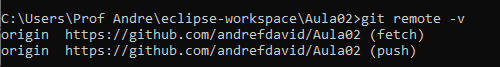 C:\Users\Prof Andre\eclipse-workspace\Aula02>git remote -v
origin  https://github.com/andrefdavid/Aula02 (fetch)
origin  https://github.com/andrefdavid/Aula02 (push)